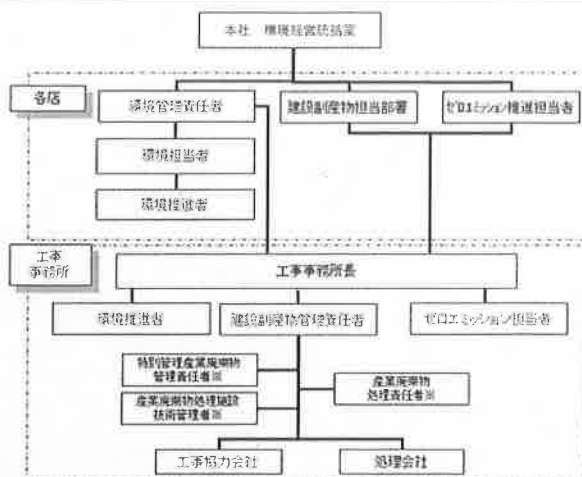 本社 環境経営統括室
各店
環境管理責任者
建設副産物担当部署
ゼロエミッション推進担当者
環境担当者
環境推進者
工事
事務所
工事事務所長
環境推進者
建設副産物管理責任者
ゼロエミッション担当者
特別管理産業廃棄物
管理責任者※
産業廃棄物
処理責任者※
産業廃棄物処理施設
技術管理者※
工事協力会社
処理会社